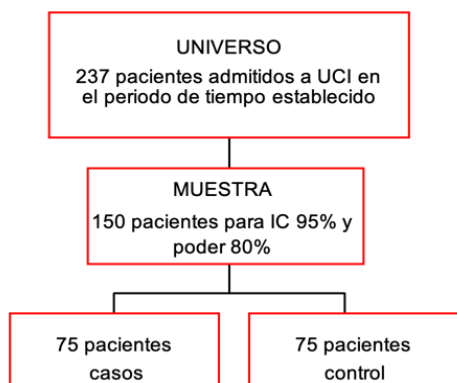 UNIVERSO
237 pacientes admitidos a UCI en
el periodo de tiempo establecido
MUESTRA
150 pacientes para IC 95% y
poder 80%
75 pacientes
casos
75 pacientes
control